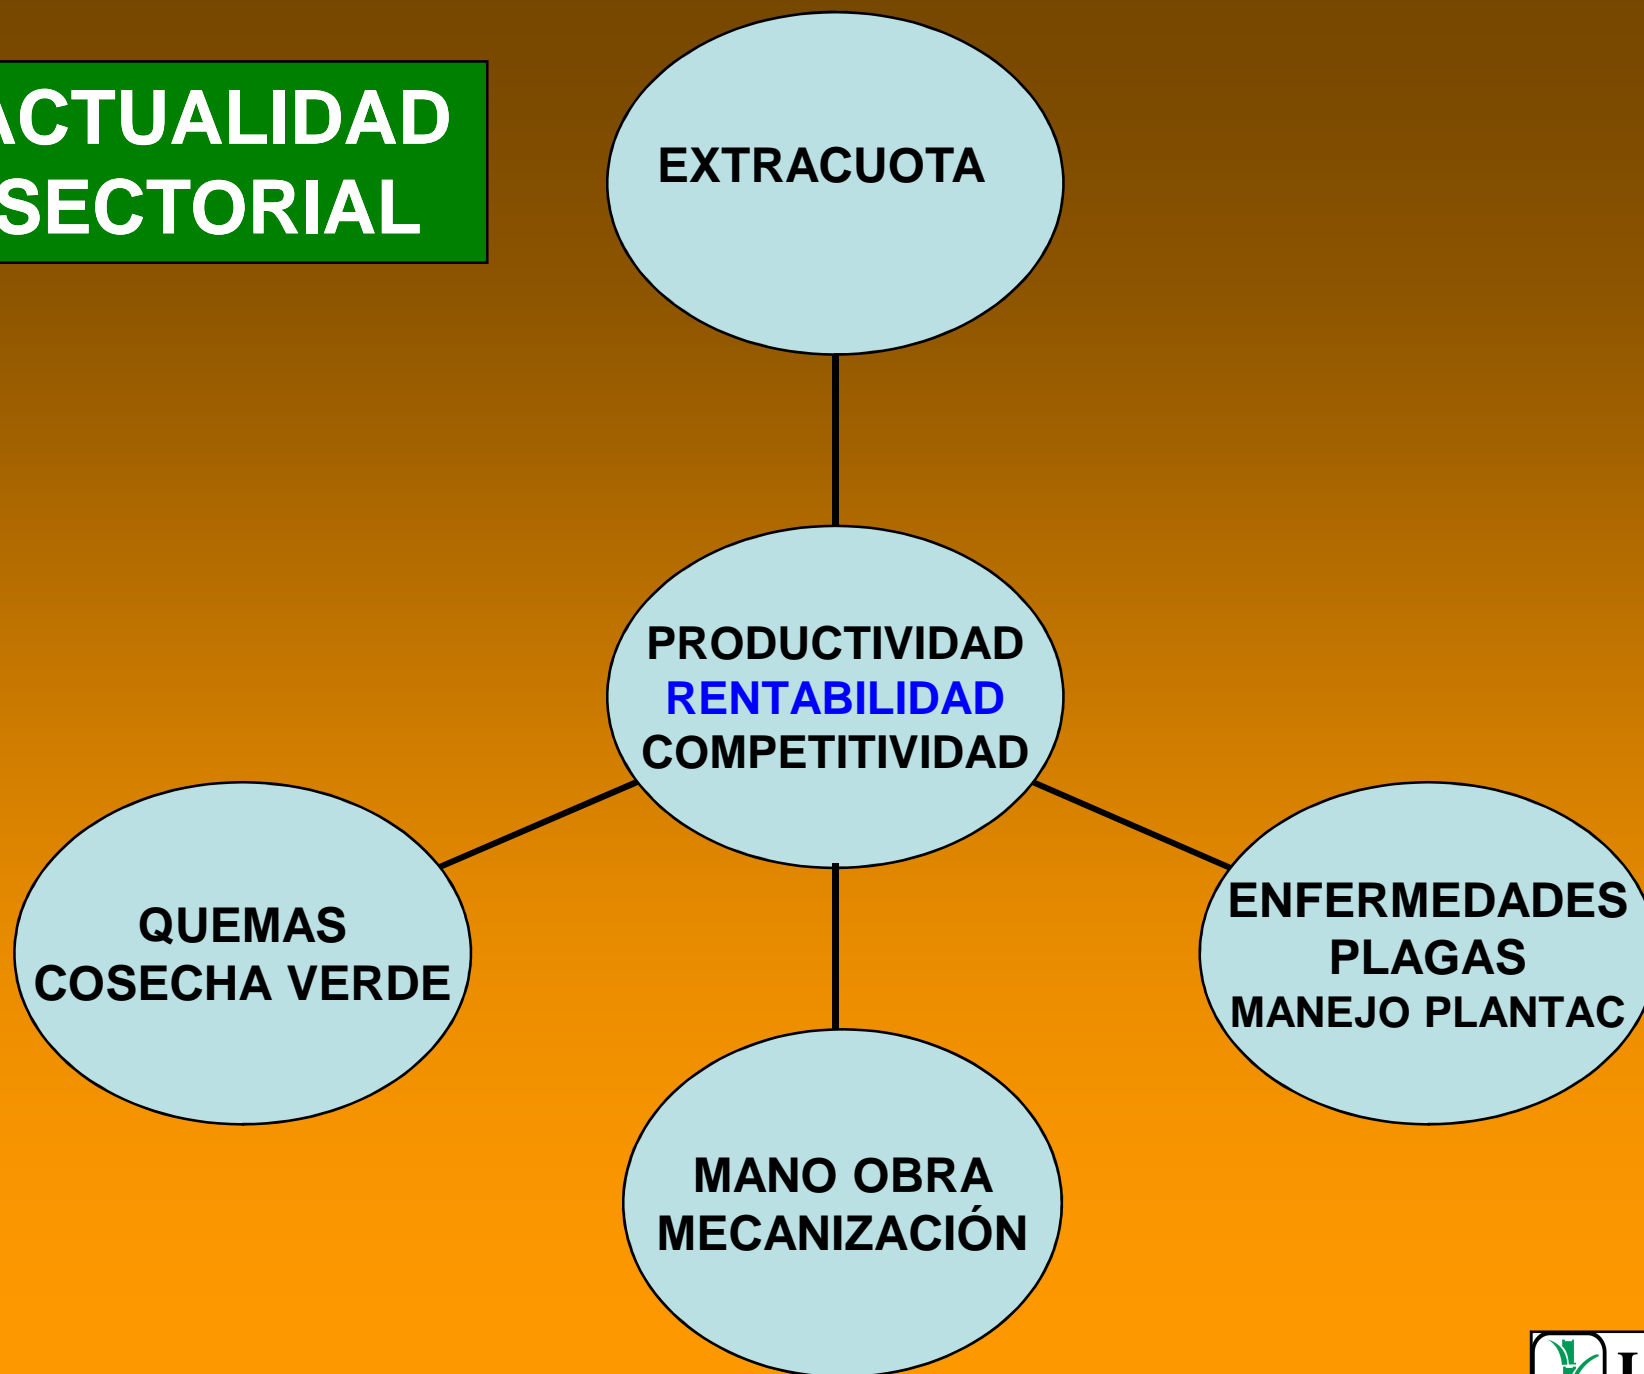 ACTUALIDAD
SECTORIAL
EXTRACUOTA
PRODUCTIVIDAD
RENTABILIDAD
COMPETITIVIDAD
QUEMAS
COSECHA VERDE
ENFERMEDADES
PLAGAS
MANEJO PLANTAC
MANO OBRA
MECANIZACIÓN